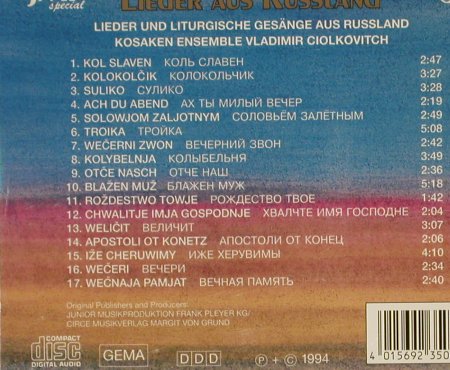 special
LIEDER AUS RUSSLAND
LIEDER UND LITURGISCHE GESÄNGE AUS RUSSLAND
KOSAKEN ENSEMBLE VLADIMIR CIOLKOVITCH
1. KOL SLAVEN КОЛЬ СЛАВЕН 2:47
2. KOLOKOLČIK КОЛОКОЛЬЧИК 3:27
3. SULIKO СУЛИКО 3:28
4. ACH DU ABEND АХ ТЫ МИЛЫЙ ВЕЧЕР 2:19
5. SOLOWJOM ZALJOTNYM СОЛОВЬЁМ ЗАЛЁТНЫМ 2:49
6. TROIKA ТРОЙКА 5:08
7. WEČERNI ZWON ВЕЧЕРНИЙ ЗВОН 2:42
8. KOLYBELNJA КОЛЫБЕЛЬНЯ 3:49
9. OTČE NASCH ОТЧЕ НАШ 2:36
10. BLAŽEN MUŽ БЛАЖЕН МУЖ 5:18
11. ROŽDESTWO TOWJE РОЖДЕСТВО ТВОЕ 1:42
12. CHWALITJE IMJA GOSPODNJE ХВАЛЧТЕ ИМЯ ГОСПОДНЕ 2:04
13. WELIČIT ВЕЛИЧИТ 3:07
14. APOSTOLI OT KONETZ АПОСТОЛИ ОТ КОНЕЦ 2:06
15. IŽE CHERUWIMY ИЖЕ ХЕРУВИМЫ 4:10
16. WEČERI ВЕЧЕРИ 2:34
17. WEČNAJA PAMJAT ВЕЧНАЯ ПАМЯТЬ 2:40
Original Publishers and Producers:
JUNIOR MUSIKPRODUKTION FRANK PLEYER KG/
CIRCE MUSIKVERLAG MARGIT VON GRUND
COMPACT disc DIGITAL AUDIO
GEMA
DDD
℗ + © 1994
4 015692 350